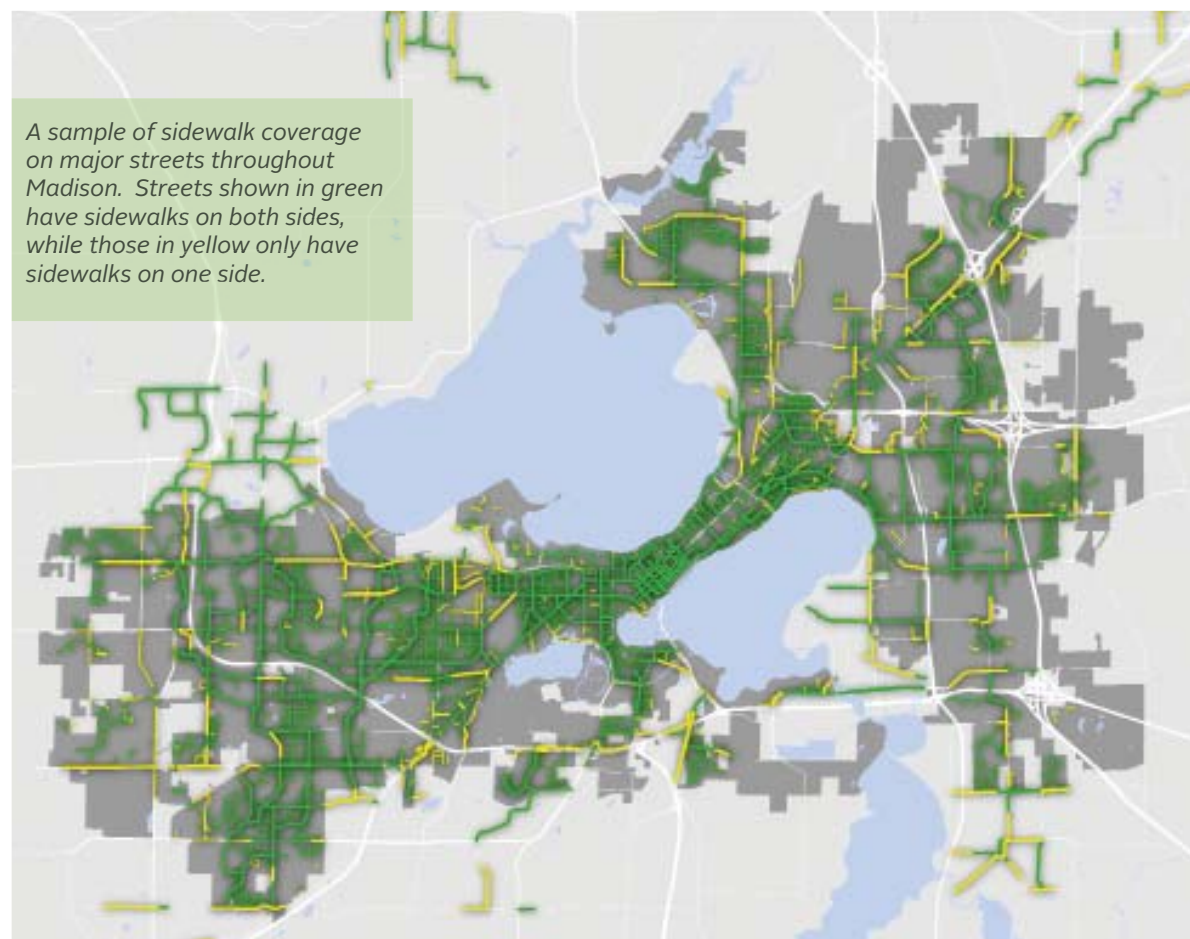 A sample of sidewalk coverage
on major streets throughout
Madison.  Streets shown in green
have sidewalks on both sides,
while those in yellow only have
sidewalks on one side.